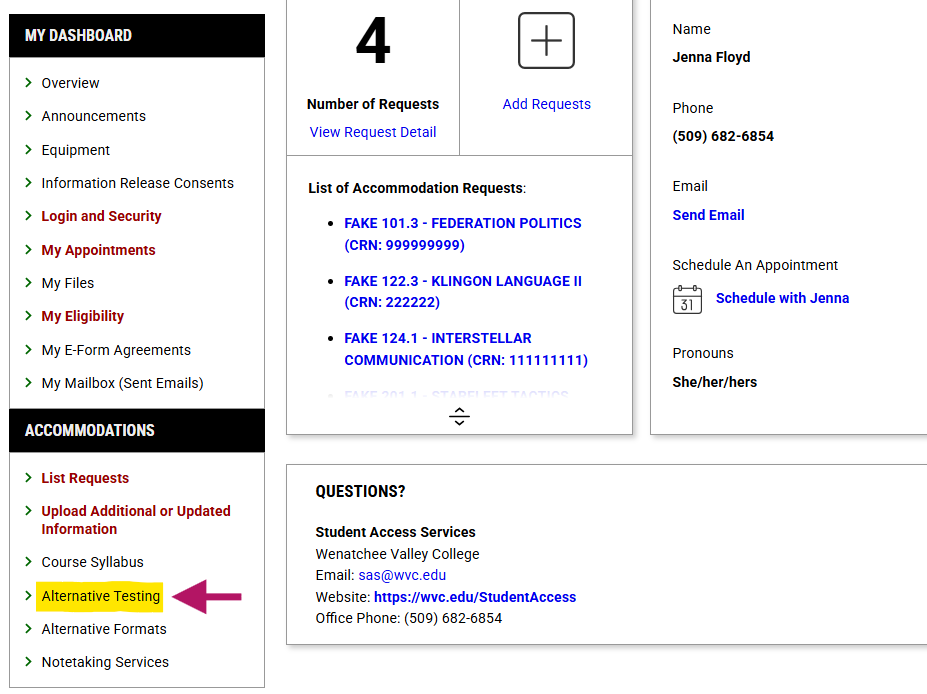 MY DASHBOARD
Overview
Announcements
Equipment
Information Release Consents
Login and Security
My Appointments
My Files
My Eligibility
My E-Form Agreements
My Mailbox (Sent Emails)
ACCOMMODATIONS
List Requests
Upload Additional or Updated
Information
Course Syllabus
Alternative Testing
Alternative Formats
Notetaking Services
4
Number of Requests
View Request Detail
Add Requests
List of Accommodation Requests:
FAKE 101.3 - FEDERATION POLITICS
(CRN: 999999999)
FAKE 122.3 - KLINGON LANGUAGE II
(CRN: 222222)
FAKE 124.1 - INTERSTELLAR
COMMUNICATION (CRN: 111111111)
FAKE 201.1 - STARFLEET TACTICS
Name
Jenna Floyd
Phone
(509) 682-6854
Email
Send Email
Schedule An Appointment
31
Schedule with Jenna
Pronouns
She/her/hers
QUESTIONS?
Student Access Services
Wenatchee Valley College
Email: sas@wvc.edu
Website: https://wvc.edu/StudentAccess
Office Phone: (509) 682-6854